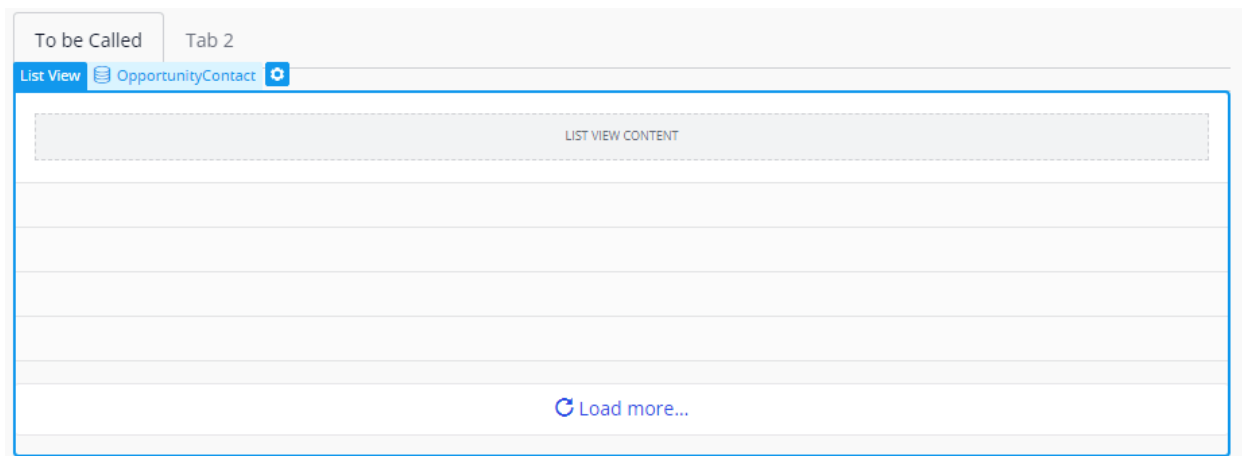 To be Called Tab 2
List View OpportunityContact
LIST VIEW CONTENT
Load more...